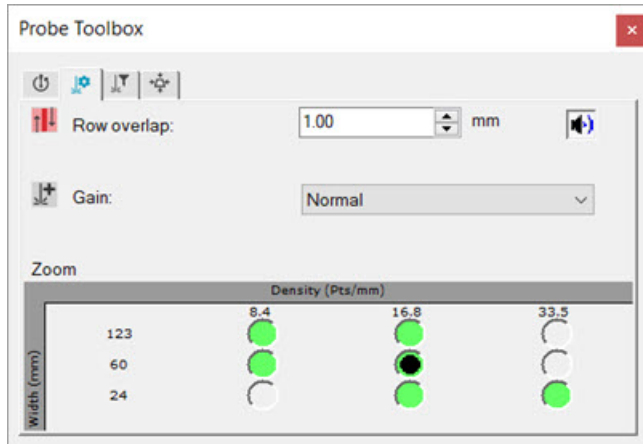 Probe Toolbox
Row overlap: 1.00 mm
Gain: Normal
Zoom
Density (Pts/mm)
8.4 16.8 33.5
123
60
24
Width (mm)